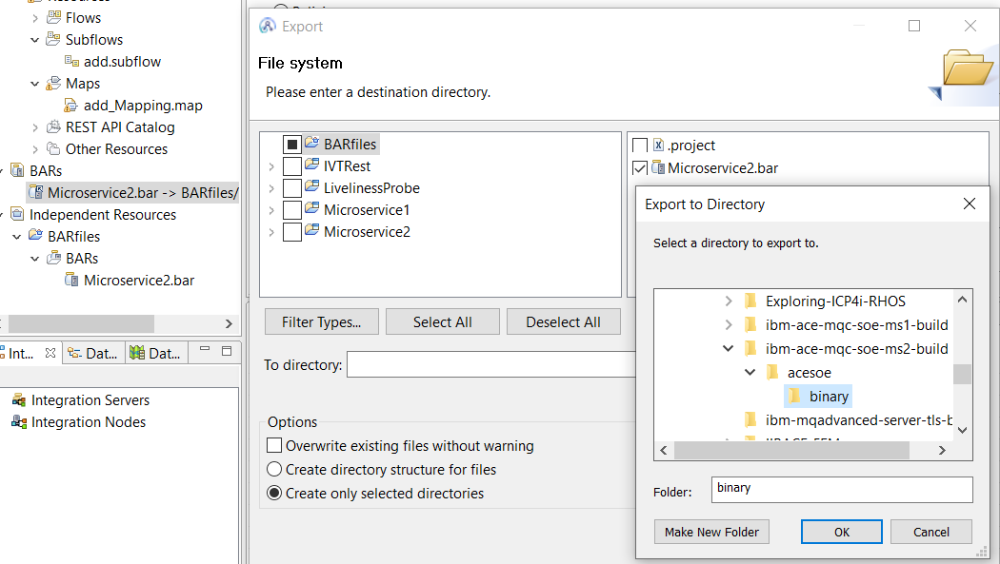 Flows
Subflows
add.subflow
Maps
add_Mapping.map
REST API Catalog
Other Resources
BARs
Microservice2.bar -> BARfiles/
Independent Resources
BARfiles
BARs
Microservice2.bar
Int...
Dat...
Dat...
Integration Servers
Integration Nodes
Export
File system
Please enter a destination directory.
BARfiles
IVTRest
LivelinessProbe
Microservice1
Microservice2
.project
Microservice2.bar
Filter Types...
Select All
Deselect All
To directory:
Options
Overwrite existing files without warning
Create directory structure for files
Create only selected directories
Export to Directory
Select a directory to export to.
Exploring-ICP4i-RHOS
ibm-ace-mqc-soe-ms1-build
ibm-ace-mqc-soe-ms2-build
acesoe
binary
ibm-mqadvanced-server-tls-b
Folder:
binary
Make New Folder
OK
Cancel